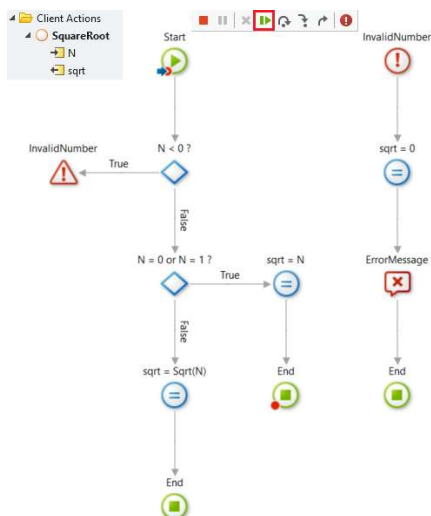 Client Actions
SquareRoot
N
sqrt
Start
InvalidNumber
InvalidNumber
N < 0 ?
sqrt = 0
True
False
N = 0 or N = 1 ?
sqrt = N
ErrorMessage
True
False
sqrt = Sqrt(N)
End
End
End